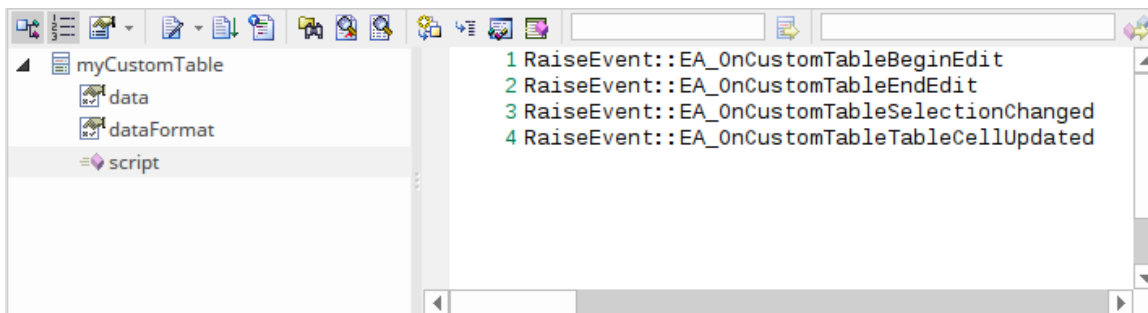 myCustomTable
data
dataFormat
script
1 RaiseEvent::EA_OnCustomTableBeginEdit
2 RaiseEvent::EA_OnCustomTableEndEdit
3 RaiseEvent::EA_OnCustomTableSelectionChanged
4 RaiseEvent::EA_OnCustomTableTableCellUpdated